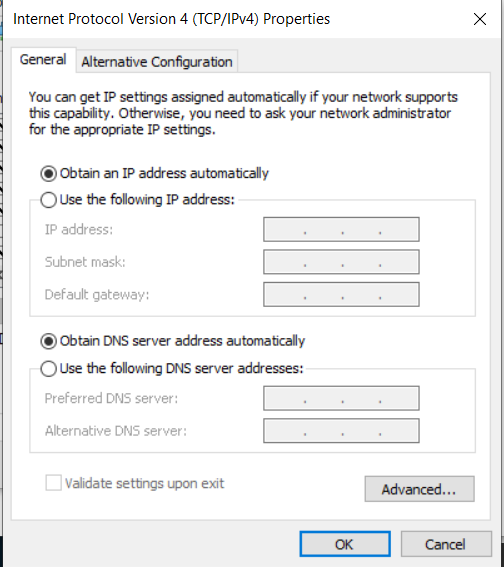 Internet Protocol Version 4 (TCP/IPv4) Properties
General
Alternative Configuration
You can get IP settings assigned automatically if your network supports
this capability. Otherwise, you need to ask your network administrator
for the appropriate IP settings.
Obtain an IP address automatically
Use the following IP address:
IP address:
Subnet mask:
Default gateway:
Obtain DNS server address automatically
Use the following DNS server addresses:
Preferred DNS server:
Alternative DNS server:
Validate settings upon exit
Advanced...
OK
Cancel